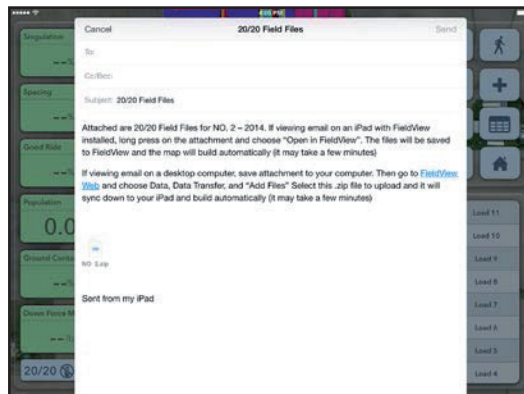 4:05 PM
Cancel
20/20 Field Files
Send
To:
Cc/Bcc:
Subject: 20/20 Field Files
Attached are 20/20 Field Files for NO. 2 – 2014. If viewing email on an iPad with FieldView
installed, long press on the attachment and choose "Open in FieldView". The files will be saved
to FieldView and the map will build automatically (it may take a few minutes)
If viewing email on a desktop computer, save attachment to your computer. Then go to FieldView
Web and choose Data, Data Transfer, and "Add Files" Select this .zip file to upload and it will
sync down to your iPad and build automatically (it may take a few minutes)
Sent from my iPad
Singulation
--%
Spacing
--%
Good Ride
--%
Population
0.0
Ground Conta
--%
Down Force M
20/20
Load 11
Load 10
Load 9
Load 8
Load 7
Load 6
Load 5
Load 4